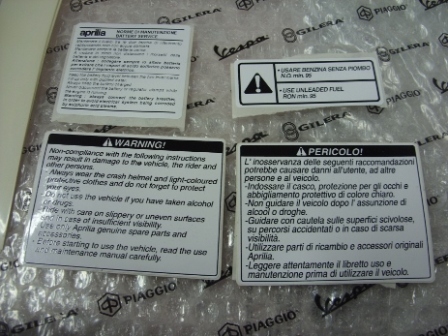 PIAGGIO
GILERA
Vespa
GILERA
aprilia NORME DI MANUTENZIONE
BATTERY SERVICE
• USARE BENZINA SENZA PIOMBO
N.O. min. 95
• USE UNLEADED FUEL
RON min. 95
WARNING!
Non-compliance with the following instructions
may result in damage to the vehicle, the rider and
other persons.
- Always wear the crash helmet and light-coloured
protective clothes and do not forget to protect
your eyes.
- Do not use the vehicle if you have taken alcohol
or drugs.
- Ride with care on slippery or uneven surfaces
and in case of insufficient visibility.
- Use only Aprilia genuine spare parts and
accessories.
- Before starting to use the vehicle, read the use
and maintenance manual carefully.
PERICOLO!
L' inosservanza delle seguenti raccomandazioni
potrebbe causare danni all'utente, ad altre
persone e al veicolo.
-Indossare il casco, protezione per gli occhi e
abbigliamento protettivo di colore chiaro.
-Non guidare il veicolo dopo l' assunzione di
alcool o droghe.
-Guidare con cautela sulle superfici scivolose,
su percorsi accidentati o in caso di scarsa
visibilità.
-Utilizzare parti di ricambio e accessori originali
Aprilia.
-Leggere attentamente il libretto uso e
manutenzione prima di utilizzare il veicolo.
PIAGGIO
Vespa
GILERA
PIAGGIO